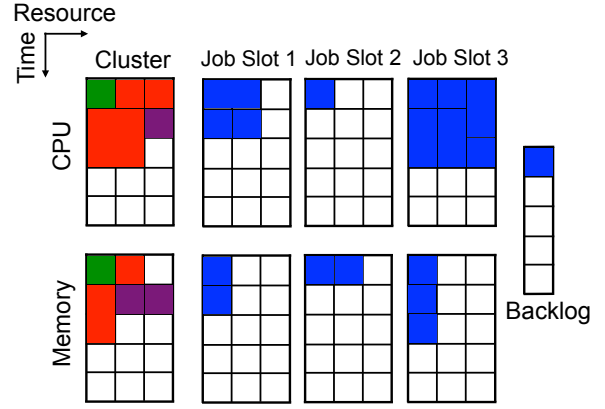 Resource
Time
Cluster
Job Slot 1
Job Slot 2
Job Slot 3
CPU
Memory
Backlog